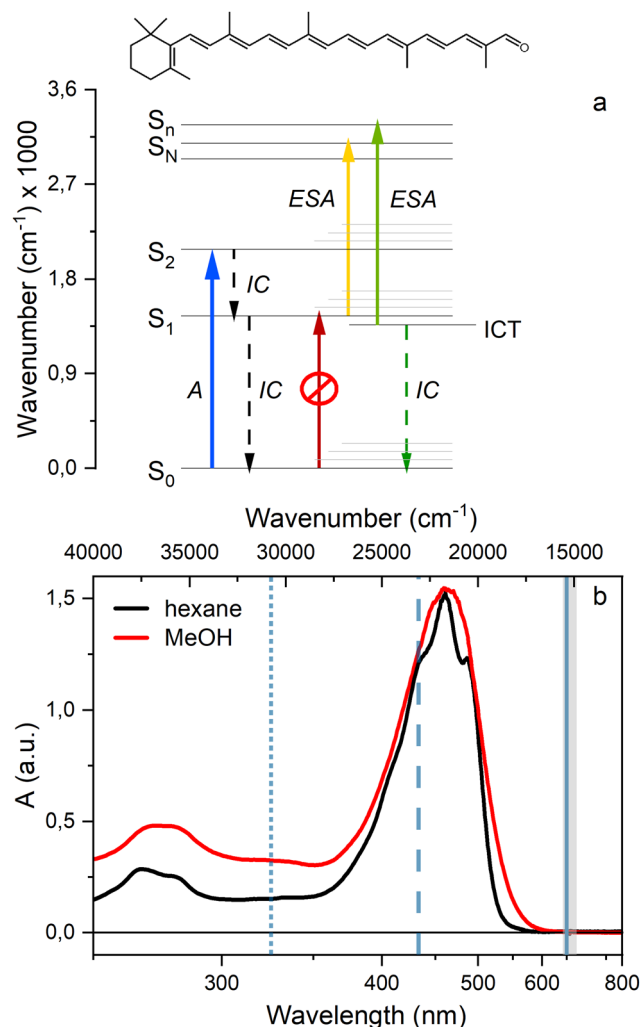 O
a
3,6
2,7
1,8
0,9
0,0
Wavenumber (cm-1) x 1000
Sn
SN
ESA
ESA
S2
IC
S1
ICT
A
IC
IC
S0
Wavenumber (cm-1)
40000 35000 30000 25000 20000 15000
hexane
MeOH
b
1,5
1,0
0,5
0,0
A (a.u.)
300 400 500 600 800
Wavelength (nm)